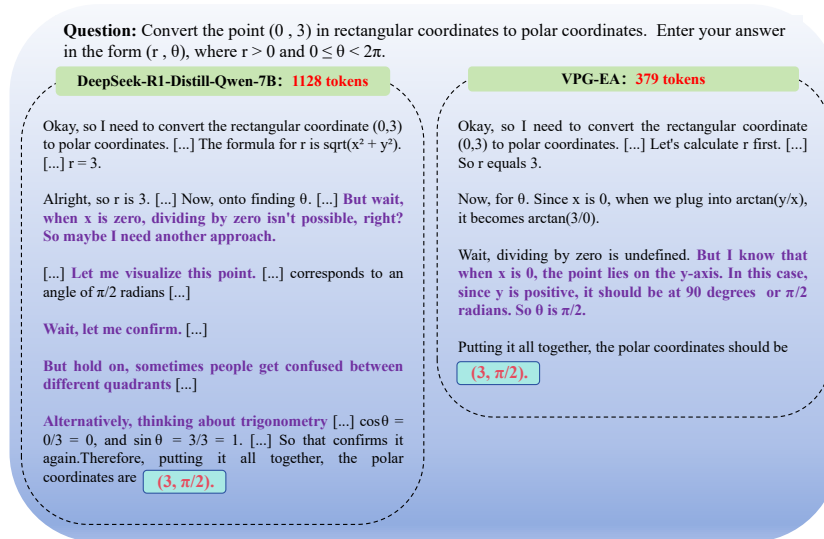 Question: Convert the point (0 , 3) in rectangular coordinates to polar coordinates. Enter your answer
in the form (r , θ), where r > 0 and 0 ≤ θ < 2π.
DeepSeek-R1-Distill-Qwen-7B: 1128 tokens
Okay, so I need to convert the rectangular coordinate (0,3)
to polar coordinates. [...] The formula for r is sqrt(x² + y²).
[...] r = 3.
Alright, so r is 3. [...] Now, onto finding θ. [...] But wait,
when x is zero, dividing by zero isn't possible, right?
So maybe I need another approach.
[...] Let me visualize this point. [...] corresponds to an
angle of π/2 radians [...]
Wait, let me confirm. [...]
But hold on, sometimes people get confused between
different quadrants [...]
Alternatively, thinking about trigonometry [...] cosθ =
0/3 = 0, and sin θ = 3/3 = 1. [...] So that confirms it
again.Therefore, putting it all together, the polar
coordinates are (3, π/2).
VPG-EA: 379 tokens
Okay, so I need to convert the rectangular coordinate
(0,3) to polar coordinates. [...] Let's calculate r first. [...]
So r equals 3.
Now, for θ. Since x is 0, when we plug into arctan(y/x),
it becomes arctan(3/0).
Wait, dividing by zero is undefined. But I know that
when x is 0, the point lies on the y-axis. In this case,
since y is positive, it should be at 90 degrees or π/2
radians. So θ is π/2.
Putting it all together, the polar coordinates should be
(3, π/2).